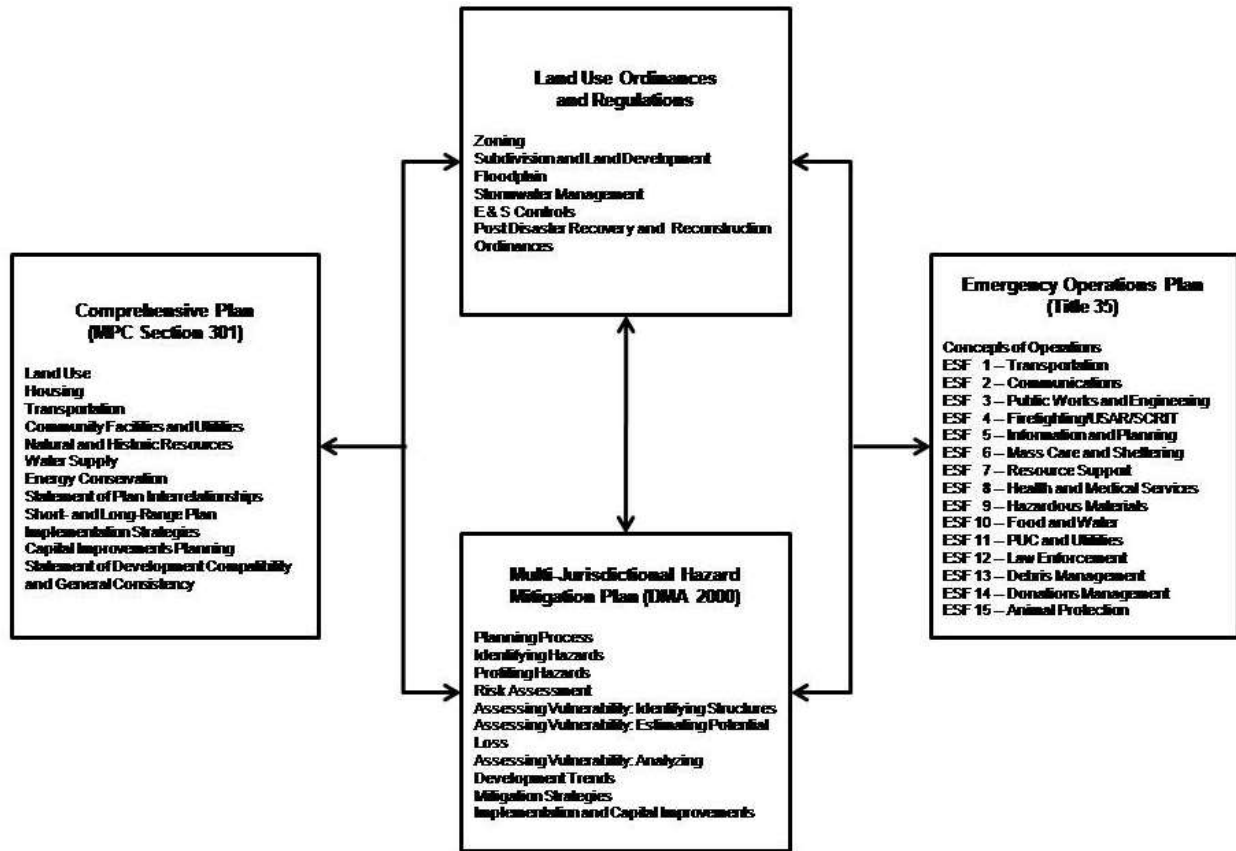 Land Use Ordinances
and Regulations
Zoning
Subdivision and Land Development
Floodplain
Stormwater Management
E & S Controls
Post Disaster Recovery and Reconstruction
Ordinances
Comprehensive Plan
(MPC Section 301)
Land Use
Housing
Transportation
Community Facilities and Utilities
Natural and Historic Resources
Water Supply
Energy Conservation
Statement of Plan Interrelationships
Short- and Long-Range Plan
Implementation Strategies
Capital Improvements Planning
Statement of Development Compatibility
and General Consistency
Emergency Operations Plan
(Title 35)
Concepts of Operations
ESF 1 – Transportation
ESF 2 – Communications
ESF 3 – Public Works and Engineering
ESF 4 – Firefighting/USAR/SCRIT
ESF 5 – Information and Planning
ESF 6 – Mass Care and Sheltering
ESF 7 – Resource Support
ESF 8 – Health and Medical Services
ESF 9 – Hazardous Materials
ESF 10 – Food and Water
ESF 11 – PUC and Utilities
ESF 12 – Law Enforcement
ESF 13 – Debris Management
ESF 14 – Donations Management
ESF 15 – Animal Protection
Multi-Jurisdictional Hazard
Mitigation Plan (DMA 2000)
Planning Process
Identifying Hazards
Profiling Hazards
Risk Assessment
Assessing Vulnerability: Identifying Structures
Assessing Vulnerability: Estimating Potential
Loss
Assessing Vulnerability: Analyzing
Development Trends
Mitigation Strategies
Implementation and Capital Improvements